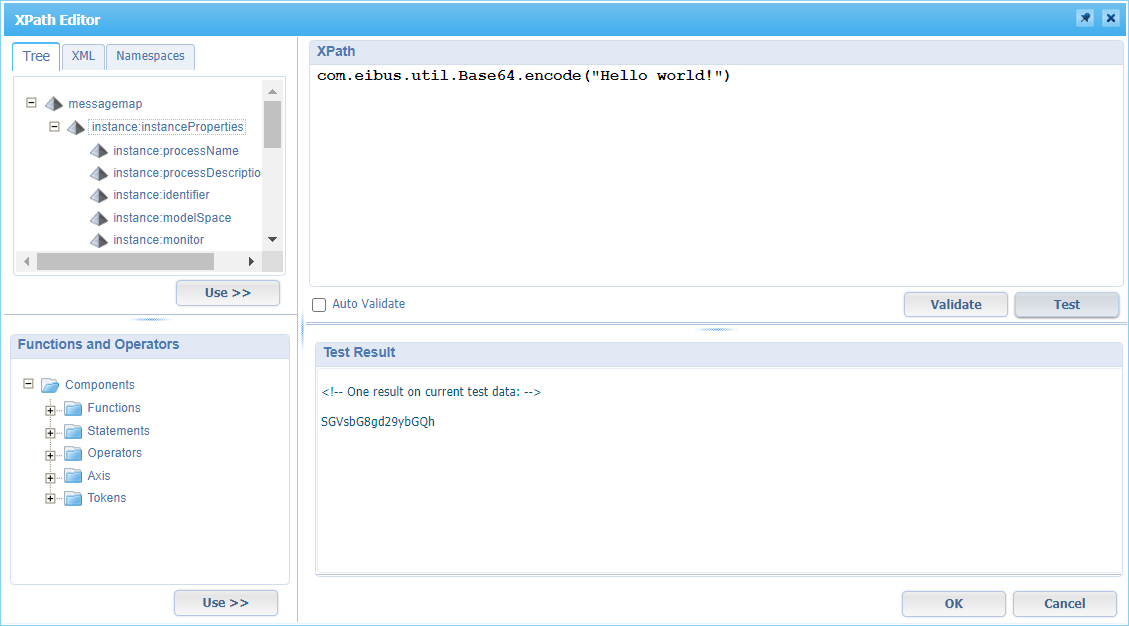 XPath Editor
Tree XML Namespaces
messagemap
instance:instanceProperties
instance:processName
instance:processDescriptio
instance:identifier
instance:modelSpace
instance:monitor
Use >>
Functions and Operators
Components
Functions
Statements
Operators
Axis
Tokens
Use >>
XPath
com.eibus.util.Base64.encode("Hello world!")
Auto Validate
Validate Test
Test Result
<!-- One result on current test data: -->
SGVsbG8gd29ybGQh
OK Cancel